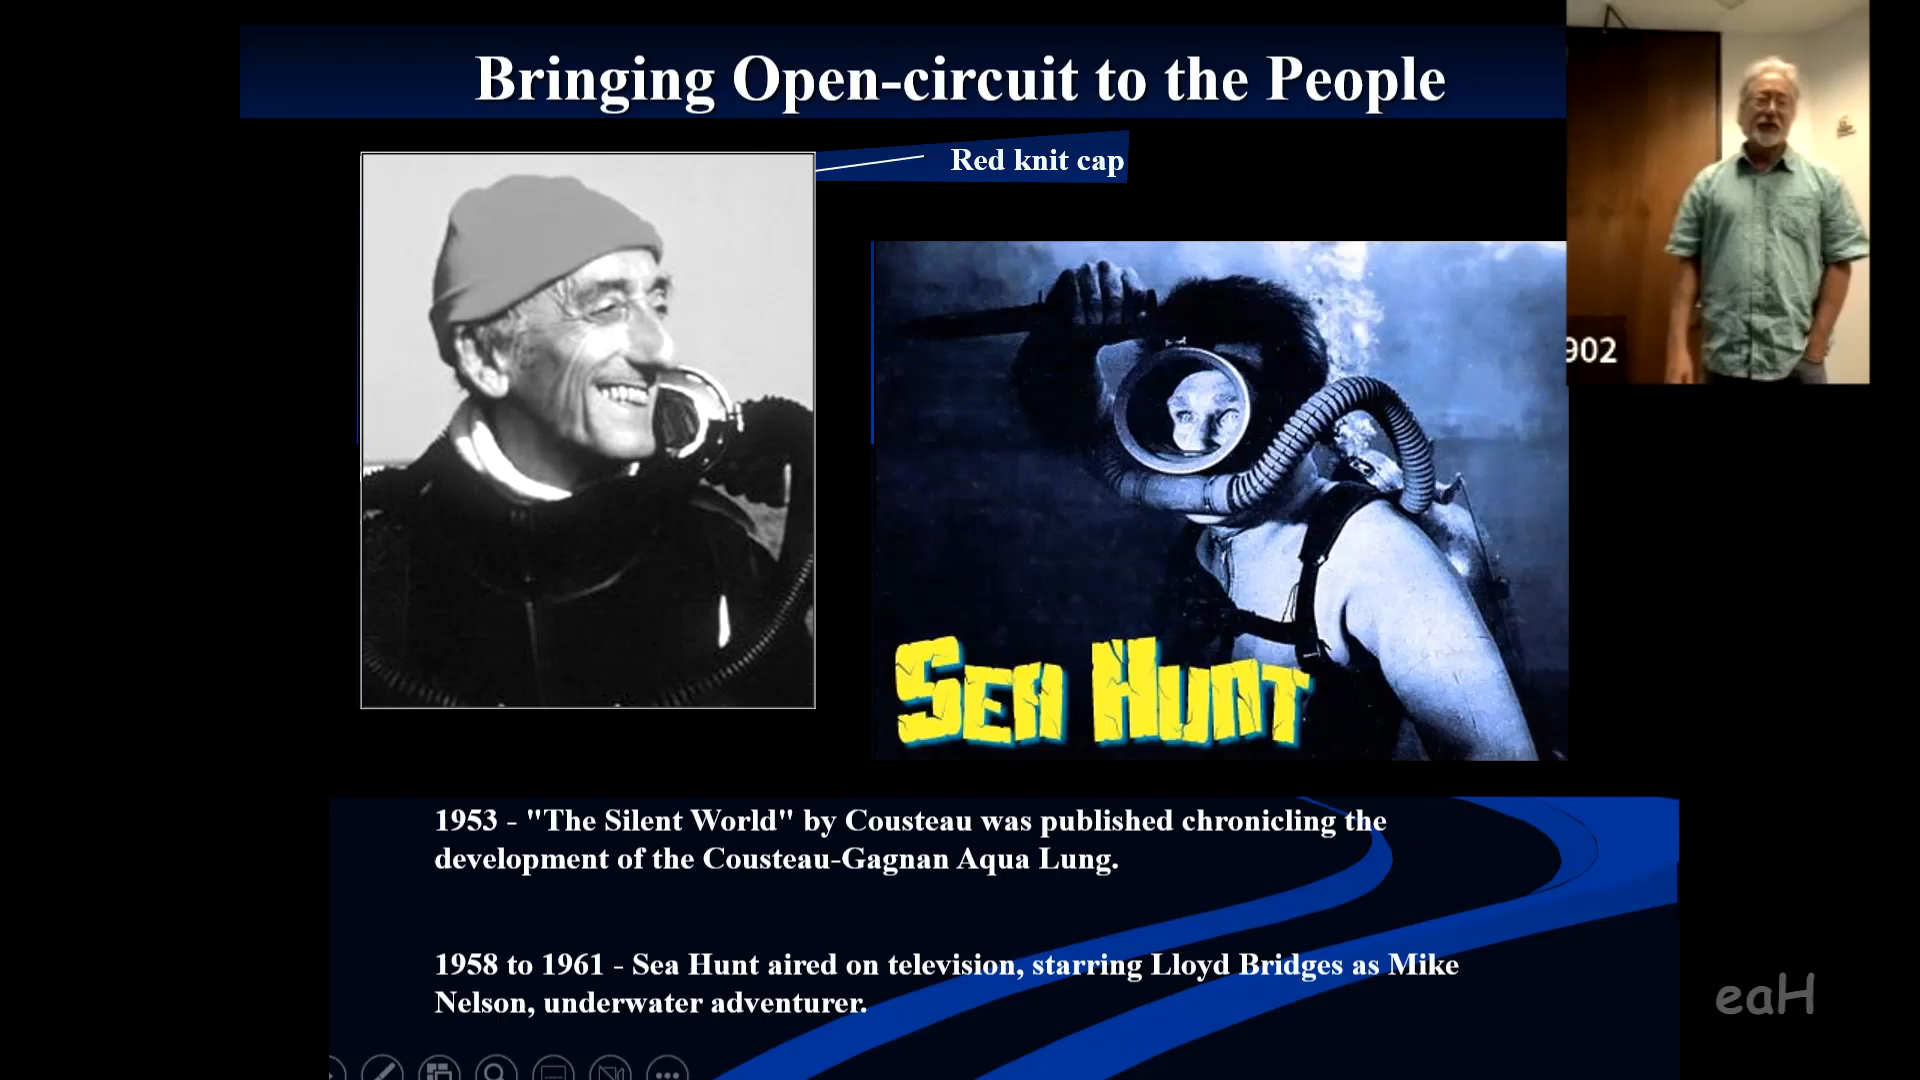 Bringing Open-circuit to the People
Red knit cap
902
SEA HUNT
1953 - "The Silent World" by Cousteau was published chronicling the
development of the Cousteau-Gagnan Aqua Lung.
1958 to 1961 - Sea Hunt aired on television, starring Lloyd Bridges as Mike
Nelson, underwater adventurer.
eaH